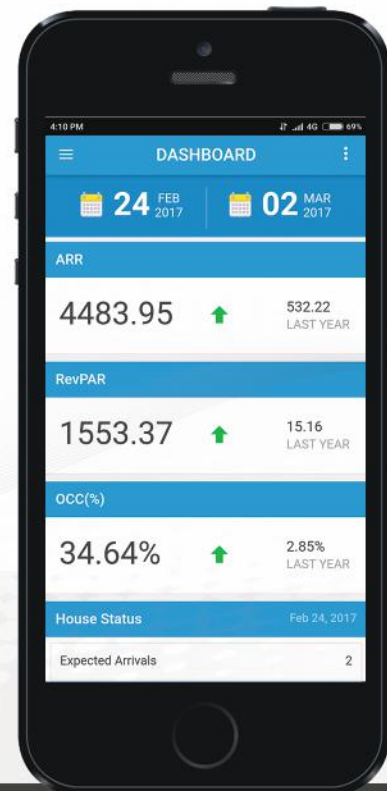 4:10 PM 4G 69%
DASHBOARD
24 FEB 2017 02 MAR 2017
ARR
4483.95 532.22
LAST YEAR
RevPAR
1553.37 15.16
LAST YEAR
OCC(%)
34.64% 2.85%
LAST YEAR
House Status Feb 24, 2017
Expected Arrivals 2